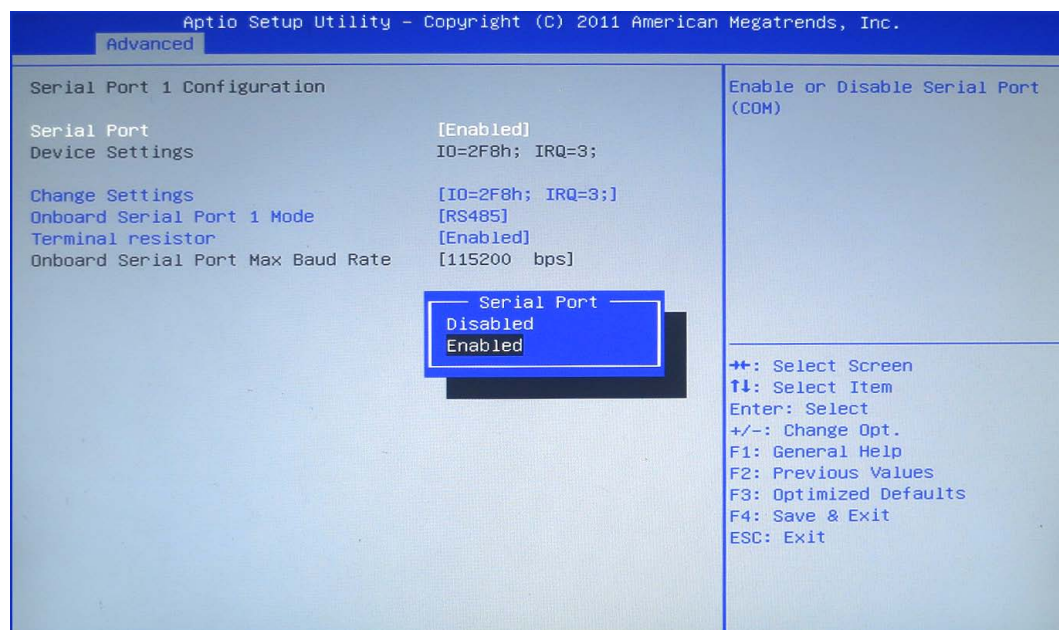 Aptio Setup Utility – Copyright (C) 2011 American Megatrends, Inc.
Advanced
Serial Port 1 Configuration
Serial Port [Enabled]
Device Settings IO=2F8h; IRQ=3;
Change Settings [IO=2F8h; IRQ=3;]
Onboard Serial Port 1 Mode [RS485]
Terminal resistor [Enabled]
Onboard Serial Port Max Baud Rate [115200 bps]
Serial Port
Disabled
Enabled
Enable or Disable Serial Port
(COM)
→←: Select Screen
↑↓: Select Item
Enter: Select
+/-: Change Opt.
F1: General Help
F2: Previous Values
F3: Optimized Defaults
F4: Save & Exit
ESC: Exit